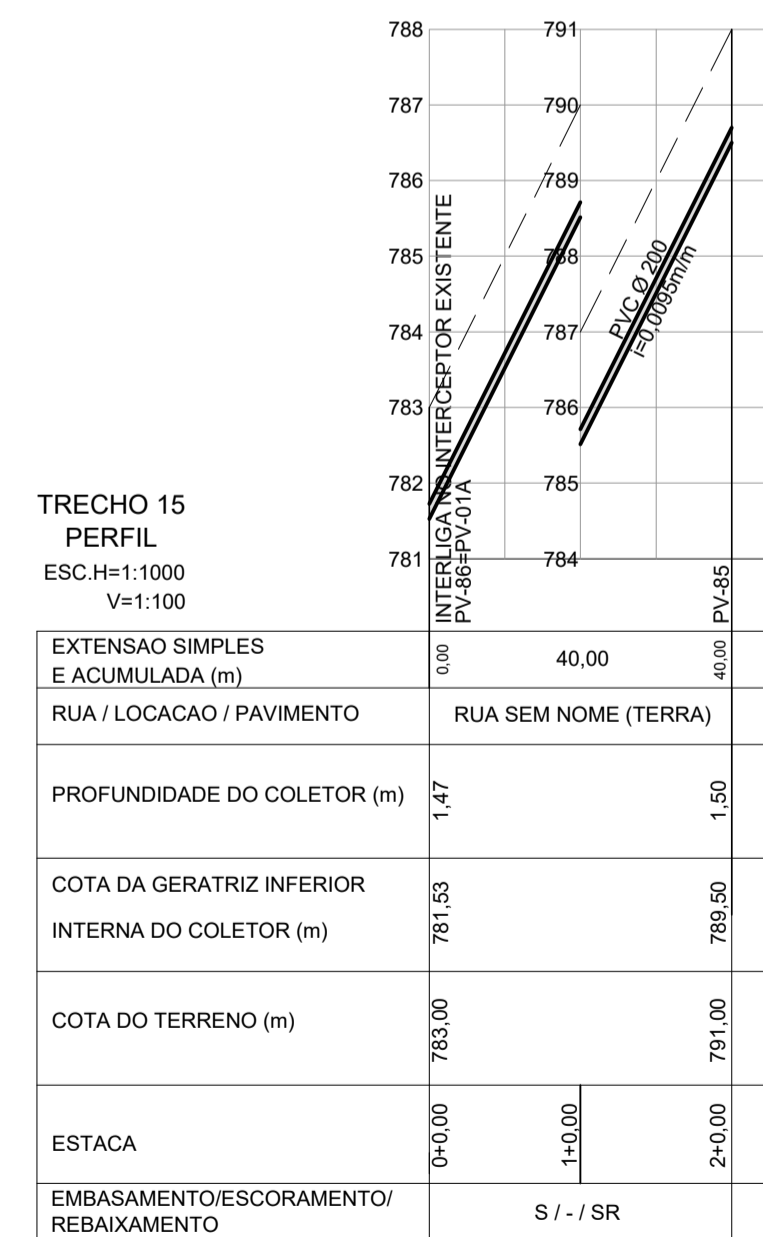 788
787
786
785
784
783
782
781
791
790
789
788
787
786
785
784
INTERLIGA NO INTERCEPTOR EXISTENTE
PV-86=PV-01A
PVC Ø 200
i=0,0095m/m
PV-85
TRECHO 15
PERFIL
ESC.H=1:1000
V=1:100
EXTENSAO SIMPLES
E ACUMULADA (m)
0,00
40,00
40,00
RUA / LOCACAO / PAVIMENTO
RUA SEM NOME (TERRA)
PROFUNDIDADE DO COLETOR (m)
1,47
1,50
COTA DA GERATRIZ INFERIOR
INTERNA DO COLETOR (m)
781,53
789,50
COTA DO TERRENO (m)
783,00
791,00
ESTACA
0+0,00
1+0,00
2+0,00
EMBASAMENTO/ESCORAMENTO/
REBAIXAMENTO
S / - / SR